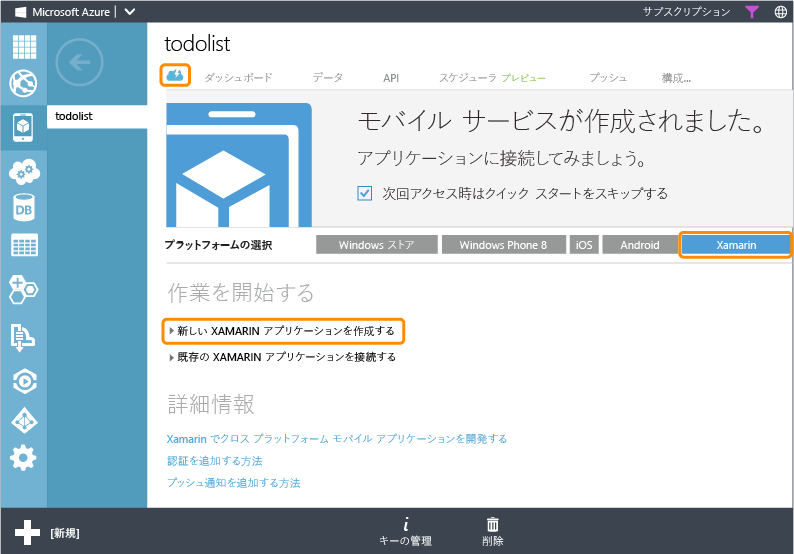 Microsoft Azure
サブスクリプション
todolist
ダッシュボード データ API スケジューラ プレビュー プッシュ 構成...
todolist
モバイル サービスが作成されました。
アプリケーションに接続してみましょう。
次回アクセス時はクイック スタートをスキップする
プラットフォームの選択 Windows ストア Windows Phone 8 iOS Android Xamarin
作業を開始する
新しい XAMARIN アプリケーションを作成する
既存の XAMARIN アプリケーションを接続する
詳細情報
Xamarin でクロス プラットフォーム モバイル アプリケーションを開発する
認証を追加する方法
プッシュ通知を追加する方法
DB
[新規]
i
キーの管理
削除